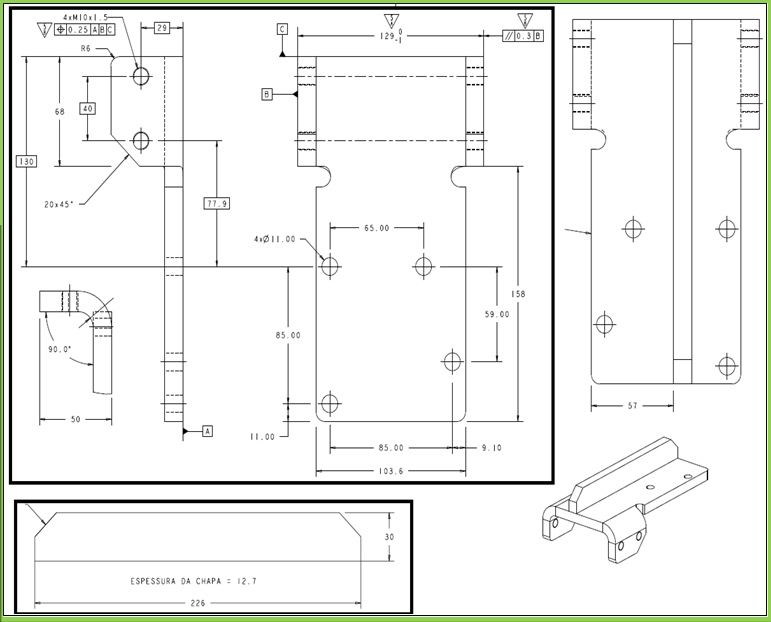 4xM10x1.5
0.25 A B C
29
R6
40
68
130
20x45°
77.9
90.0°
50
A
C
129 0 -1
// 0.3 B
B
65.00
4xØ11.00
158
59.00
85.00
11.00
85.00
9.10
103.6
57
30
ESPESSURA DA CHAPA = 12.7
226